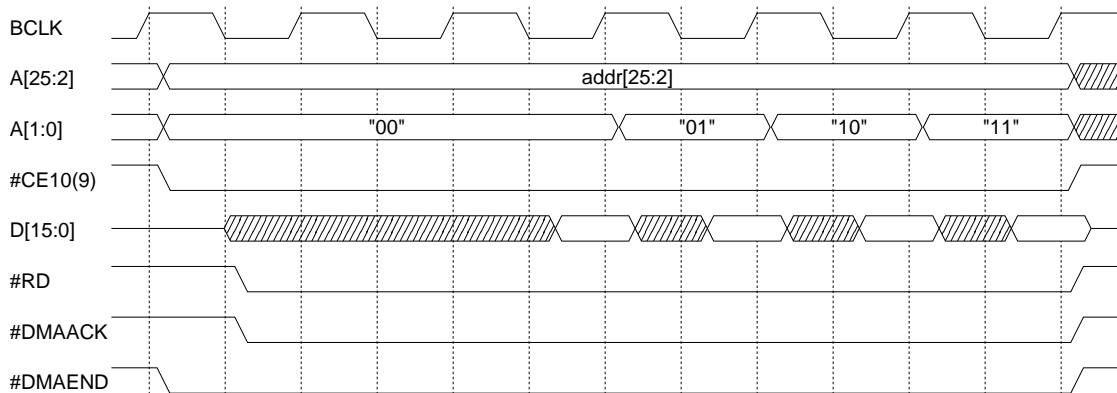 BCLK
A[25:2] addr[25:2]
A[1:0] "00" "01" "10" "11"
#CE10(9)
D[15:0]
#RD
#DMAACK
#DMAEND